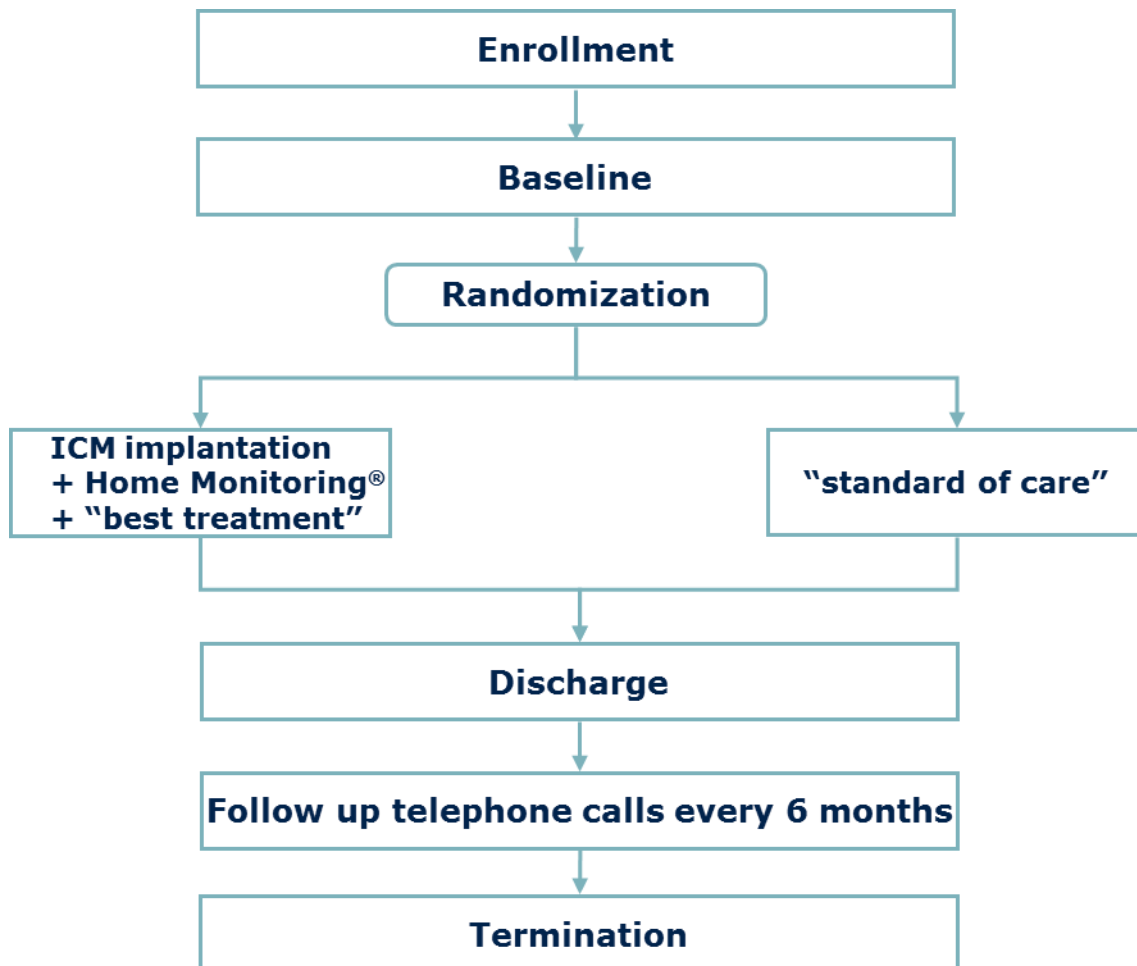 Enrollment
Baseline
Randomization
ICM implantation
+ Home Monitoring®
+ “best treatment”
“standard of care”
Discharge
Follow up telephone calls every 6 months
Termination